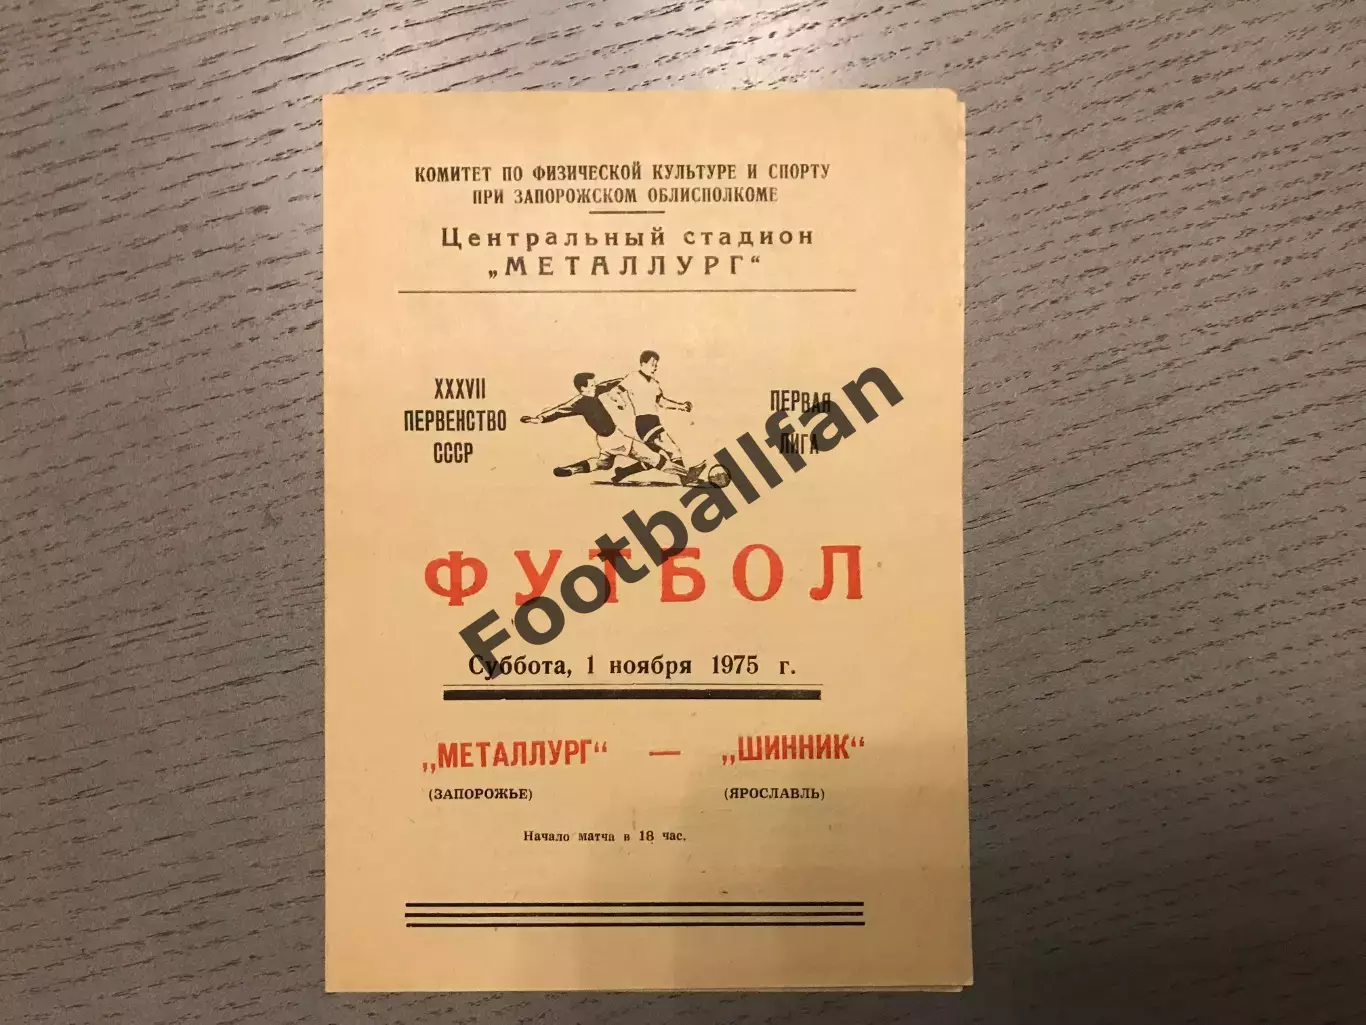 КОМИТЕТ ПО ФИЗИЧЕСКОЙ КУЛЬТУРЕ И СПОРТУ
ПРИ ЗАПОРОЖСКОМ ОБЛИСПОЛКОМЕ
Центральный стадион
„МЕТАЛЛУРГ“
XXXVII
ПЕРВЕНСТВО
СССР
ПЕРВАЯ
ЛИГА
ФУТБОЛ
Суббота, 1 ноября 1975 г.
„МЕТАЛЛУРГ“ — „ШИННИК“
(ЗАПОРОЖЬЕ) (ЯРОСЛАВЛЬ)
Начало матча в 18 час.
Footballfan